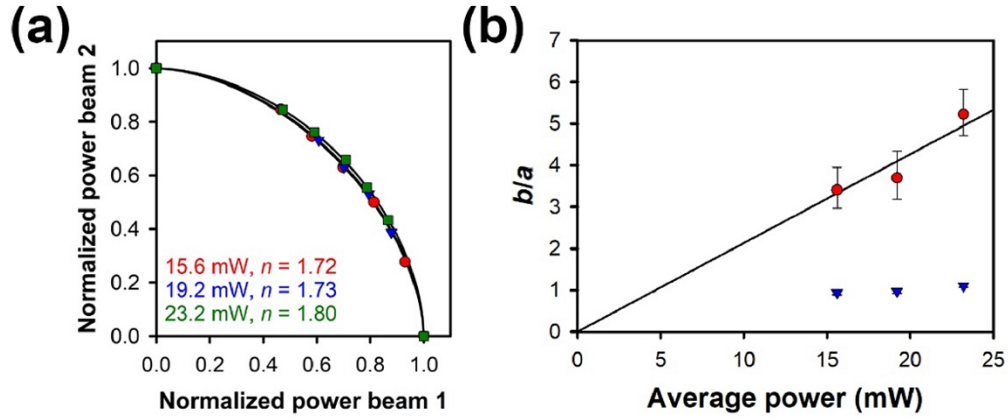 (a)
Normalized power beam 2
1.0
0.8
0.6
0.4
0.2
0.0
15.6 mW, n = 1.72
19.2 mW, n = 1.73
23.2 mW, n = 1.80
0.0 0.2 0.4 0.6 0.8 1.0
Normalized power beam 1
(b)
b/a
7
6
5
4
3
2
1
0
0 5 10 15 20 25
Average power (mW)